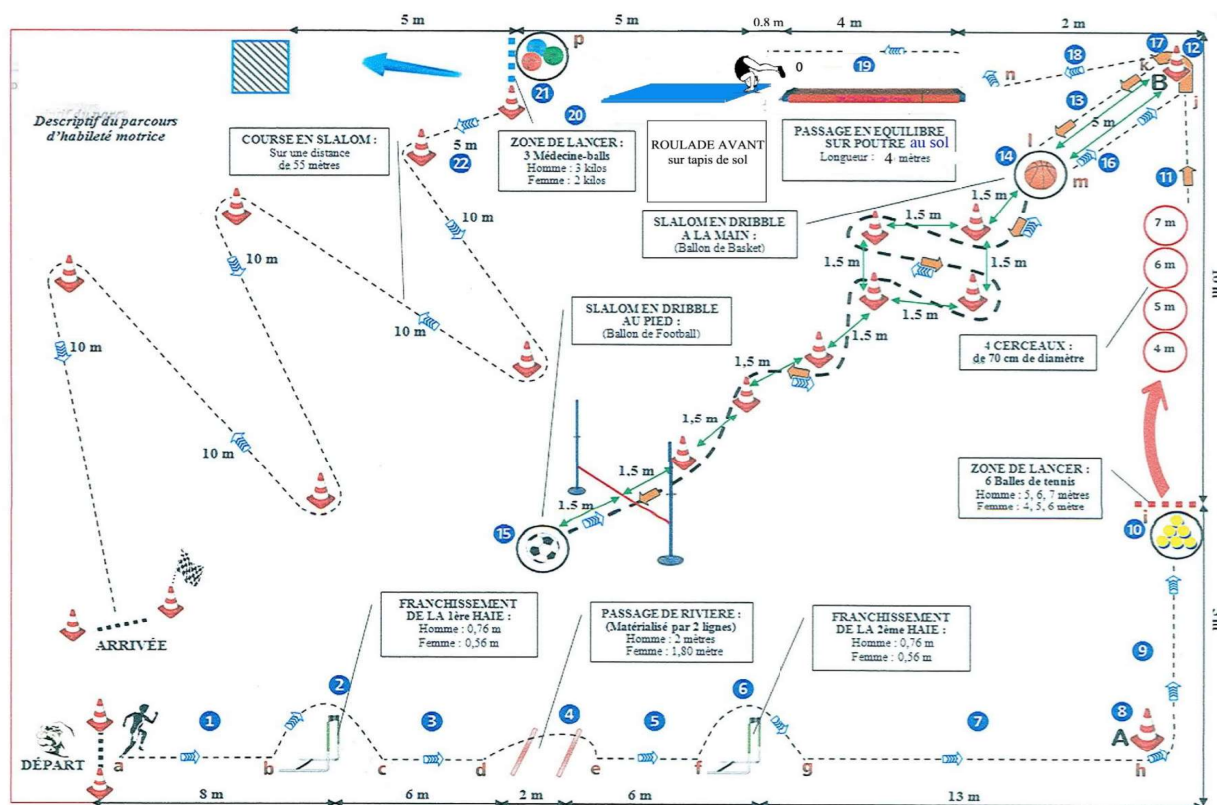 5 m
5 m
0.8 m
4 m
2 m
p
0
n
k
B
j
l
m
17
12
18
19
13
21
20
14
16
11
22
5 m
5 m
Descriptif du parcours
d'habileté motrice
COURSE EN SLALOM :
Sur une distance
de 55 mètres
ZONE DE LANCER :
3 Médecine-balls
Homme : 3 kilos
Femme : 2 kilos
ROULADE AVANT
sur tapis de sol
PASSAGE EN EQUILIBRE
SUR POUTRE au sol
Longueur : 4 mètres
SLALOM EN DRIBBLE
A LA MAIN :
(Ballon de Basket)
1.5 m
1.5 m
1.5 m
1.5 m
1.5 m
1.5 m
1,5 m
1,5 m
1,5 m
1.5 m
10 m
10 m
10 m
10 m
10 m
7 m
6 m
5 m
4 m
SLALOM EN DRIBBLE
AU PIED :
(Ballon de Football)
4 CERCEAUX :
de 70 cm de diamètre
ZONE DE LANCER :
6 Balles de tennis
Homme : 5, 6, 7 mètres
Femme : 4, 5, 6 mètre
i
10
15
ARRIVÉE
FRANCHISSEMENT
DE LA 1ère HAIE :
Homme : 0,76 m
Femme : 0,56 m
PASSAGE DE RIVIERE :
(Matérialisé par 2 lignes)
Homme : 2 mètres
Femme : 1,80 mètre
FRANCHISSEMENT
DE LA 2ème HAIE :
Homme : 0,76 m
Femme : 0,56 m
9
1
2
3
4
5
6
7
8
A
DÉPART
a
b
c
d
e
f
g
h
8 m
6 m
2 m
6 m
13 m